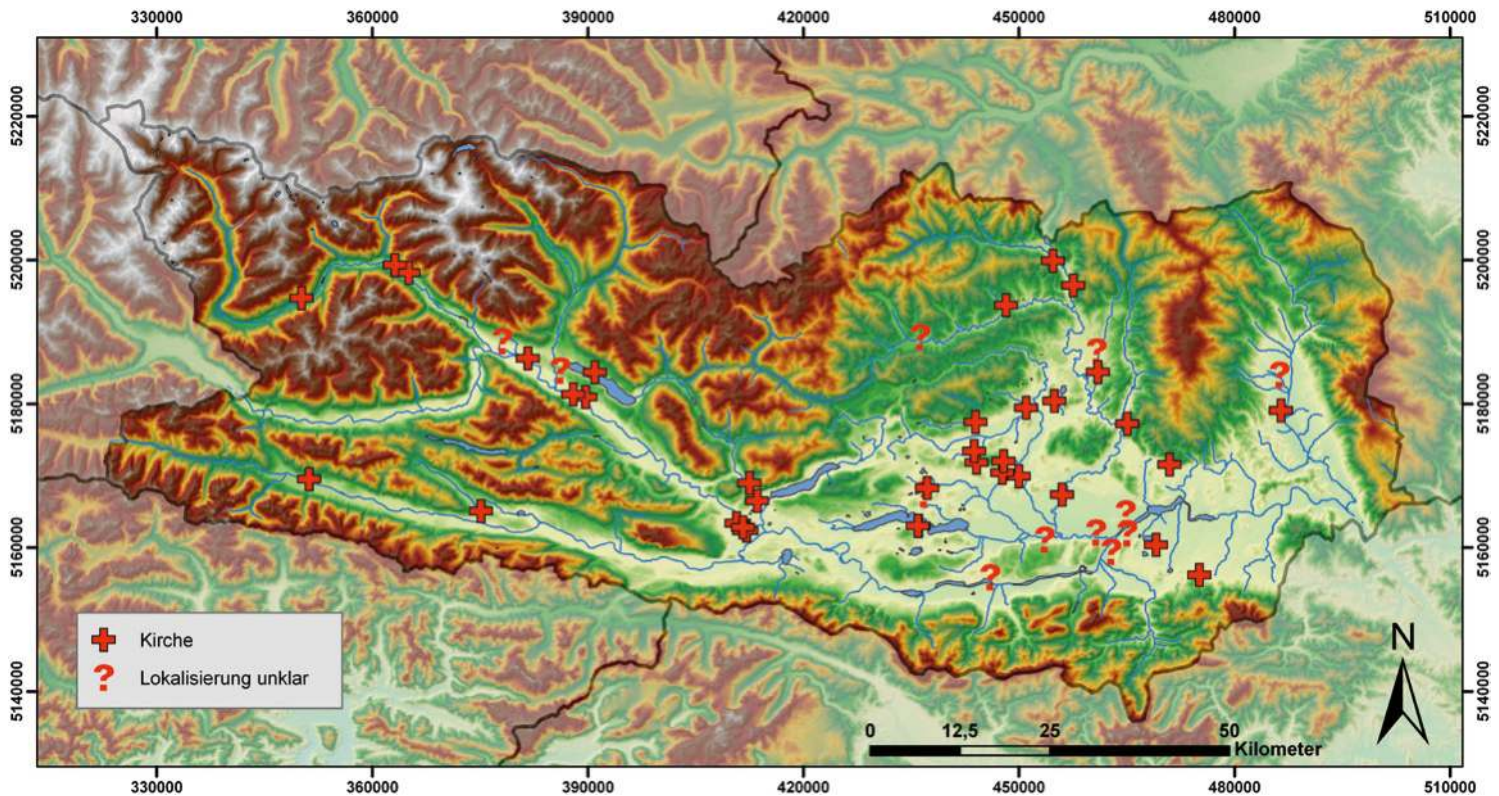 330000 360000 390000 420000 450000 480000 510000
5220000 5220000
5200000 5200000
5180000 5180000
5160000 5160000
5140000 5140000
? ? ? ? ? ? ? ? ? ? ? ? ?
Kirche
? Lokalisierung unklar
N
0 12,5 25 50
Kilometer
330000 360000 390000 420000 450000 480000 510000